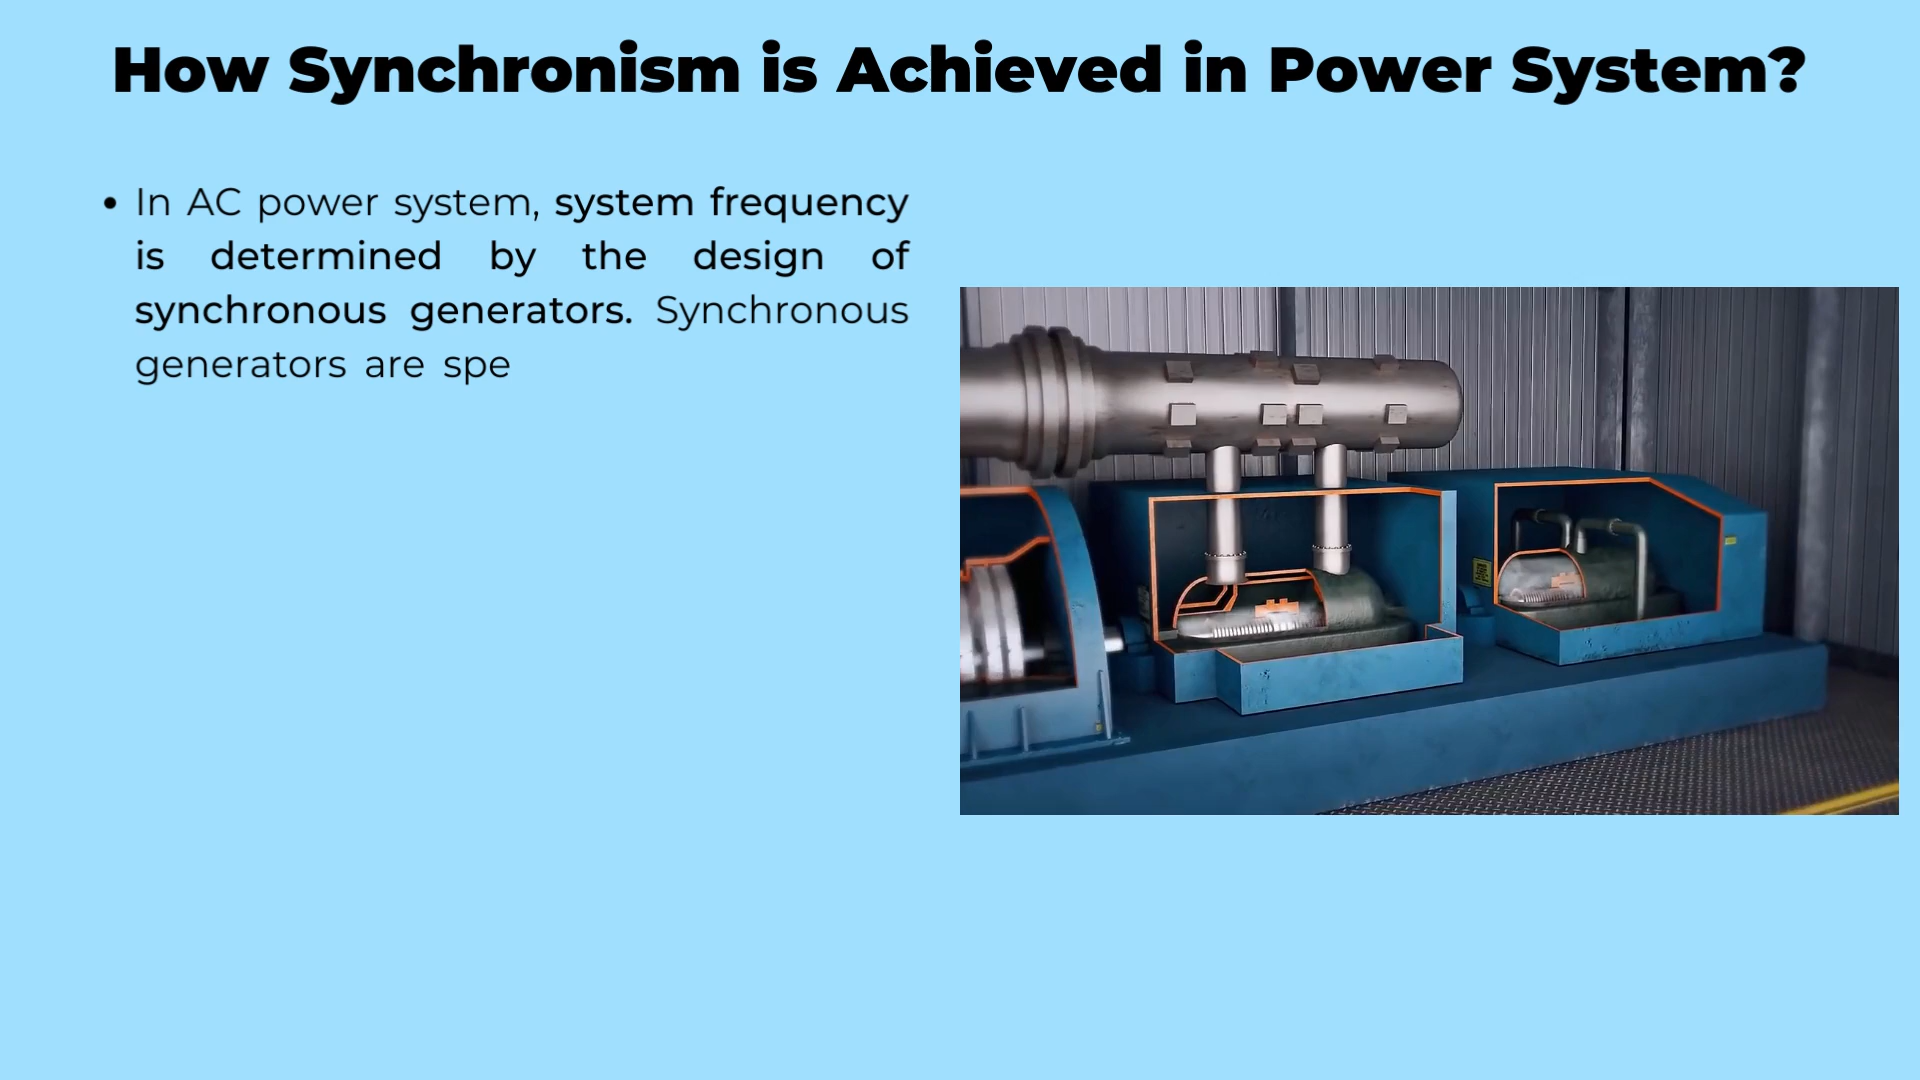 How Synchronism is Achieved in Power System?
• In AC power system, system frequency
is determined by the design of
synchronous generators. Synchronous
generators are spe